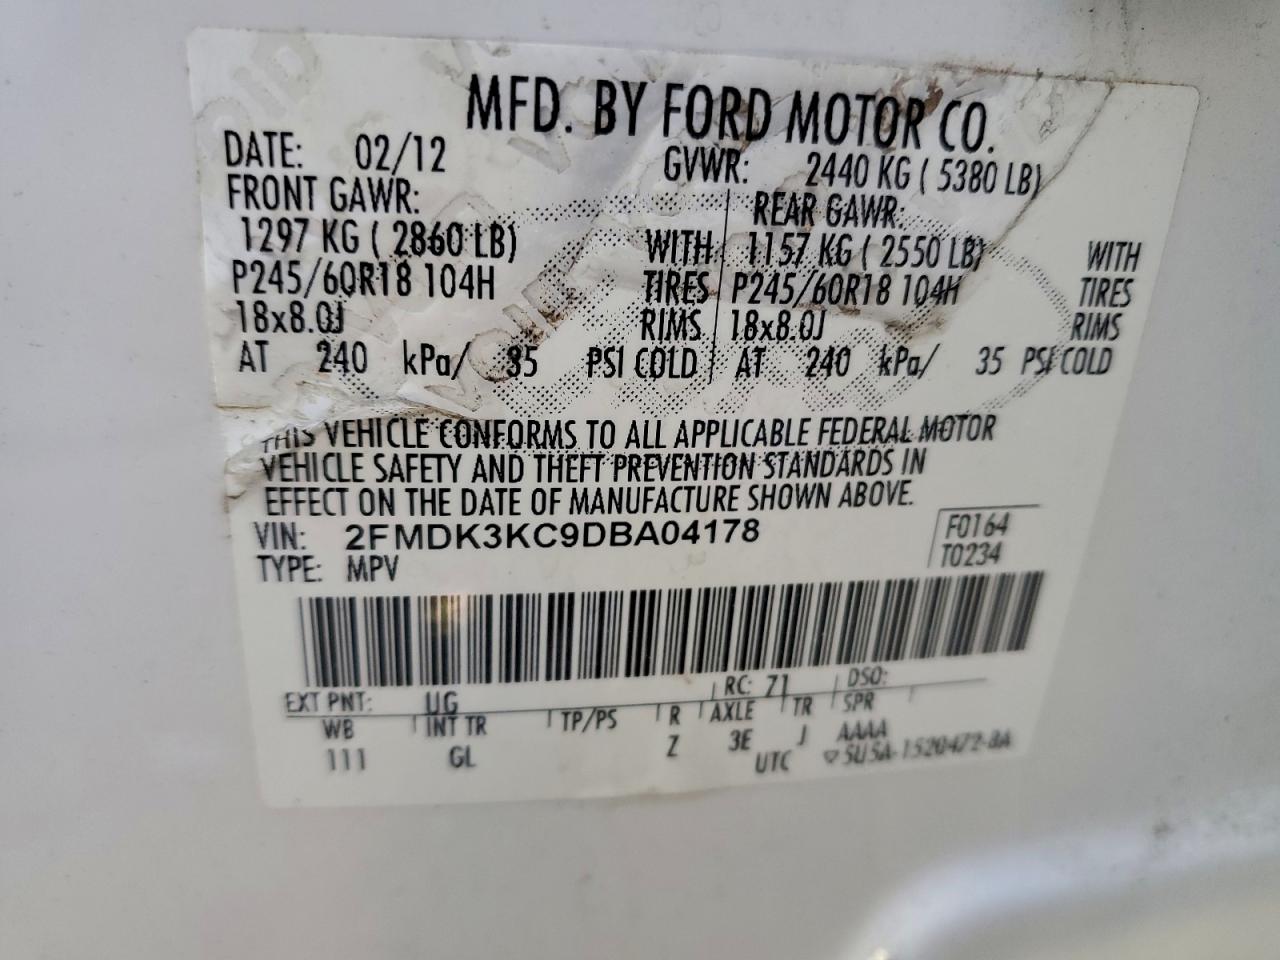 MFD. BY FORD MOTOR CO.
DATE: 02/12 GVWR: 2440 KG ( 5380 LB)
FRONT GAWR: REAR GAWR:
1297 KG ( 2860 LB) WITH 1157 KG ( 2550 LB) WITH
P245/60R18 104H TIRES P245/60R18 104H TIRES
18x8.0J RIMS 18x8.0J RIMS
AT 240 kPa/ 35 PSI COLD AT 240 kPa/ 35 PSI COLD
THIS VEHICLE CONFORMS TO ALL APPLICABLE FEDERAL MOTOR
VEHICLE SAFETY AND THEFT PREVENTION STANDARDS IN
EFFECT ON THE DATE OF MANUFACTURE SHOWN ABOVE.
VIN: 2FMDK3KC9DBA04178 F0164
TYPE: MPV T0234
EXT PNT: UG RC: 71 DSO:
WB INT TR TP/PS R AXLE TR SPR
111 GL Z 3E J AAAA
UTC ▽SU5A-1520472-BA